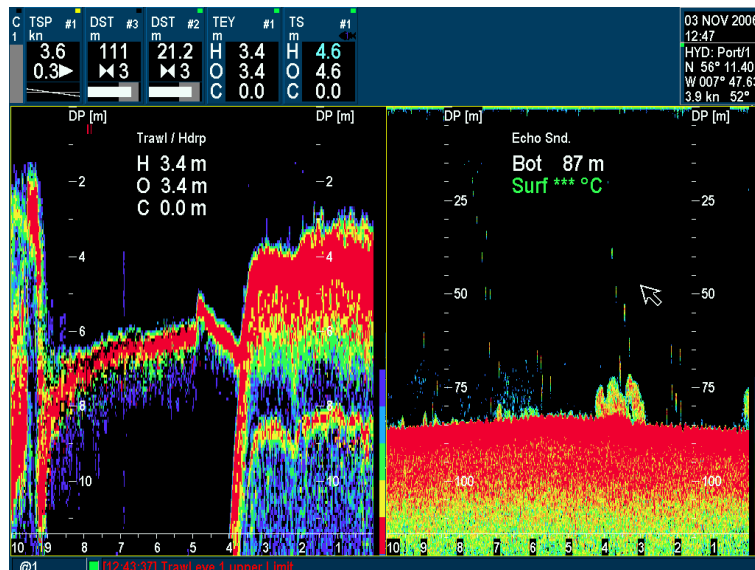 C TSP #1 DST #3 DST #2 TEY #1 TS #1
1 kn m m m m
3.6 111 21.2 H 3.4 H 4.6
0.3 3 3 O 3.4 O 4.6
C 0.0 C 0.0
03 NOV 2006
12:47
HYD: Port/1
N 56° 11.40
W 007° 47.63
3.9 kn 52°
DP [m] DP [m] DP [m] DP [m]
Trawl / Hdrp
H 3.4 m
O 3.4 m
C 0.0 m
Echo Snd.
Bot 87 m
Surf *** °C
2 2 25 25
4 4 50 50
6 6 75 75
8 8 100 100
10 10
10 9 8 7 6 5 4 3 2 1 10 9 8 7 6 5 4 3 2 1
@1 [12:43:37] Trawl eye 1 upper limit